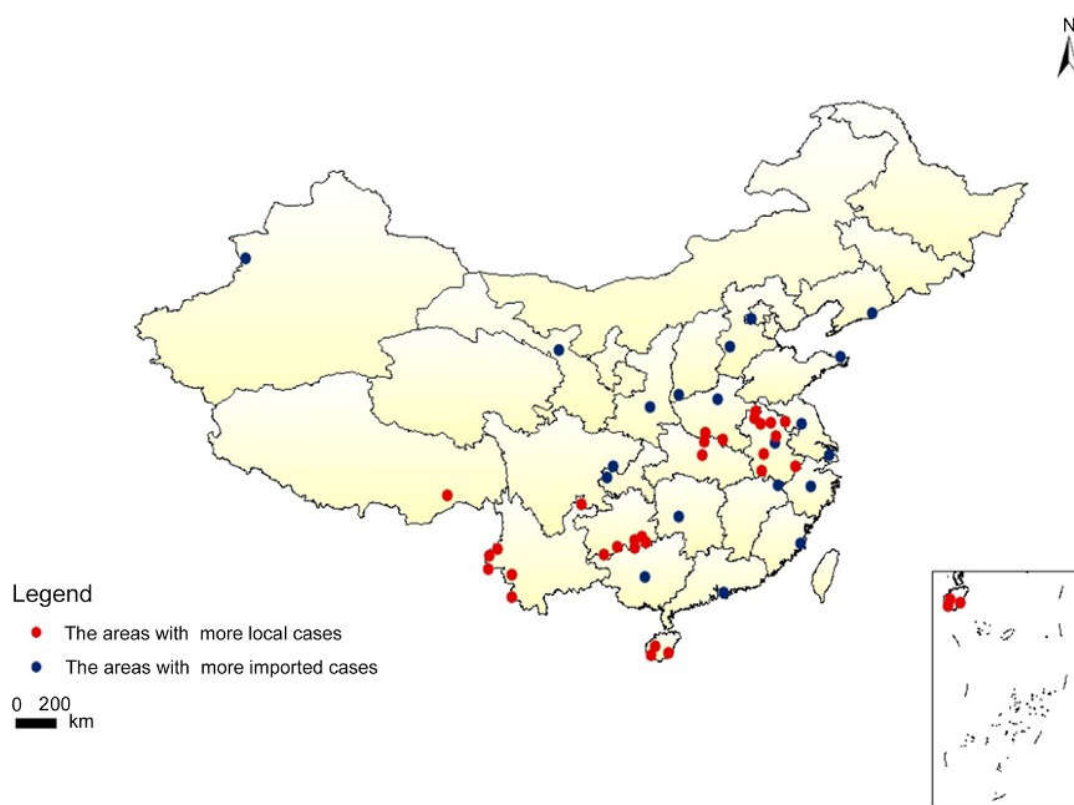 N
Legend
The areas with more local cases
The areas with more imported cases
0 200
km